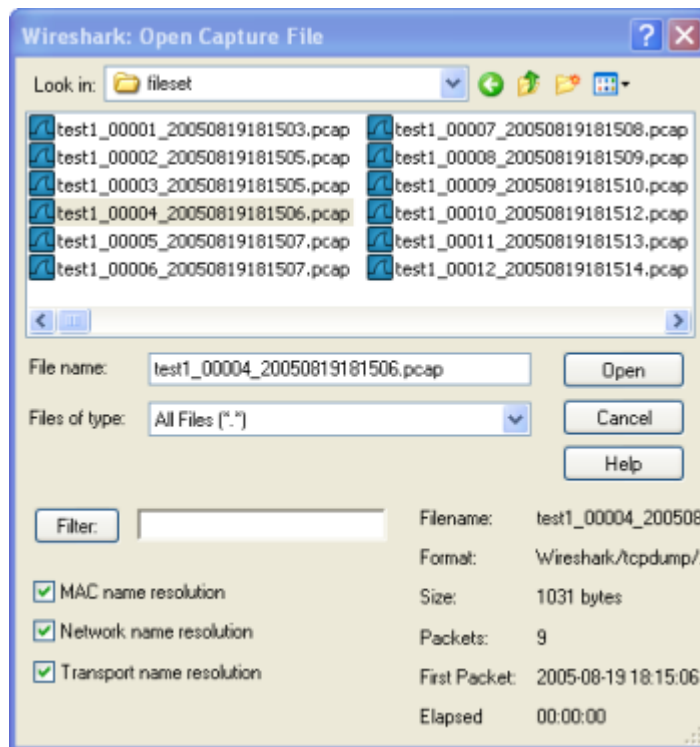 Wireshark: Open Capture File
Look in: fileset
test1_00001_20050819181503.pcap
test1_00002_20050819181505.pcap
test1_00003_20050819181505.pcap
test1_00004_20050819181506.pcap
test1_00005_20050819181507.pcap
test1_00006_20050819181507.pcap
test1_00007_20050819181508.pcap
test1_00008_20050819181509.pcap
test1_00009_20050819181510.pcap
test1_00010_20050819181512.pcap
test1_00011_20050819181513.pcap
test1_00012_20050819181514.pcap
File name: test1_00004_20050819181506.pcap
Open
Files of type: All Files (*.*)
Cancel
Help
Filter:
MAC name resolution
Network name resolution
Transport name resolution
Filename: test1_00004_200508
Format: Wireshark/tcpdump/
Size: 1031 bytes
Packets: 9
First Packet: 2005-08-19 18:15:06
Elapsed 00:00:00